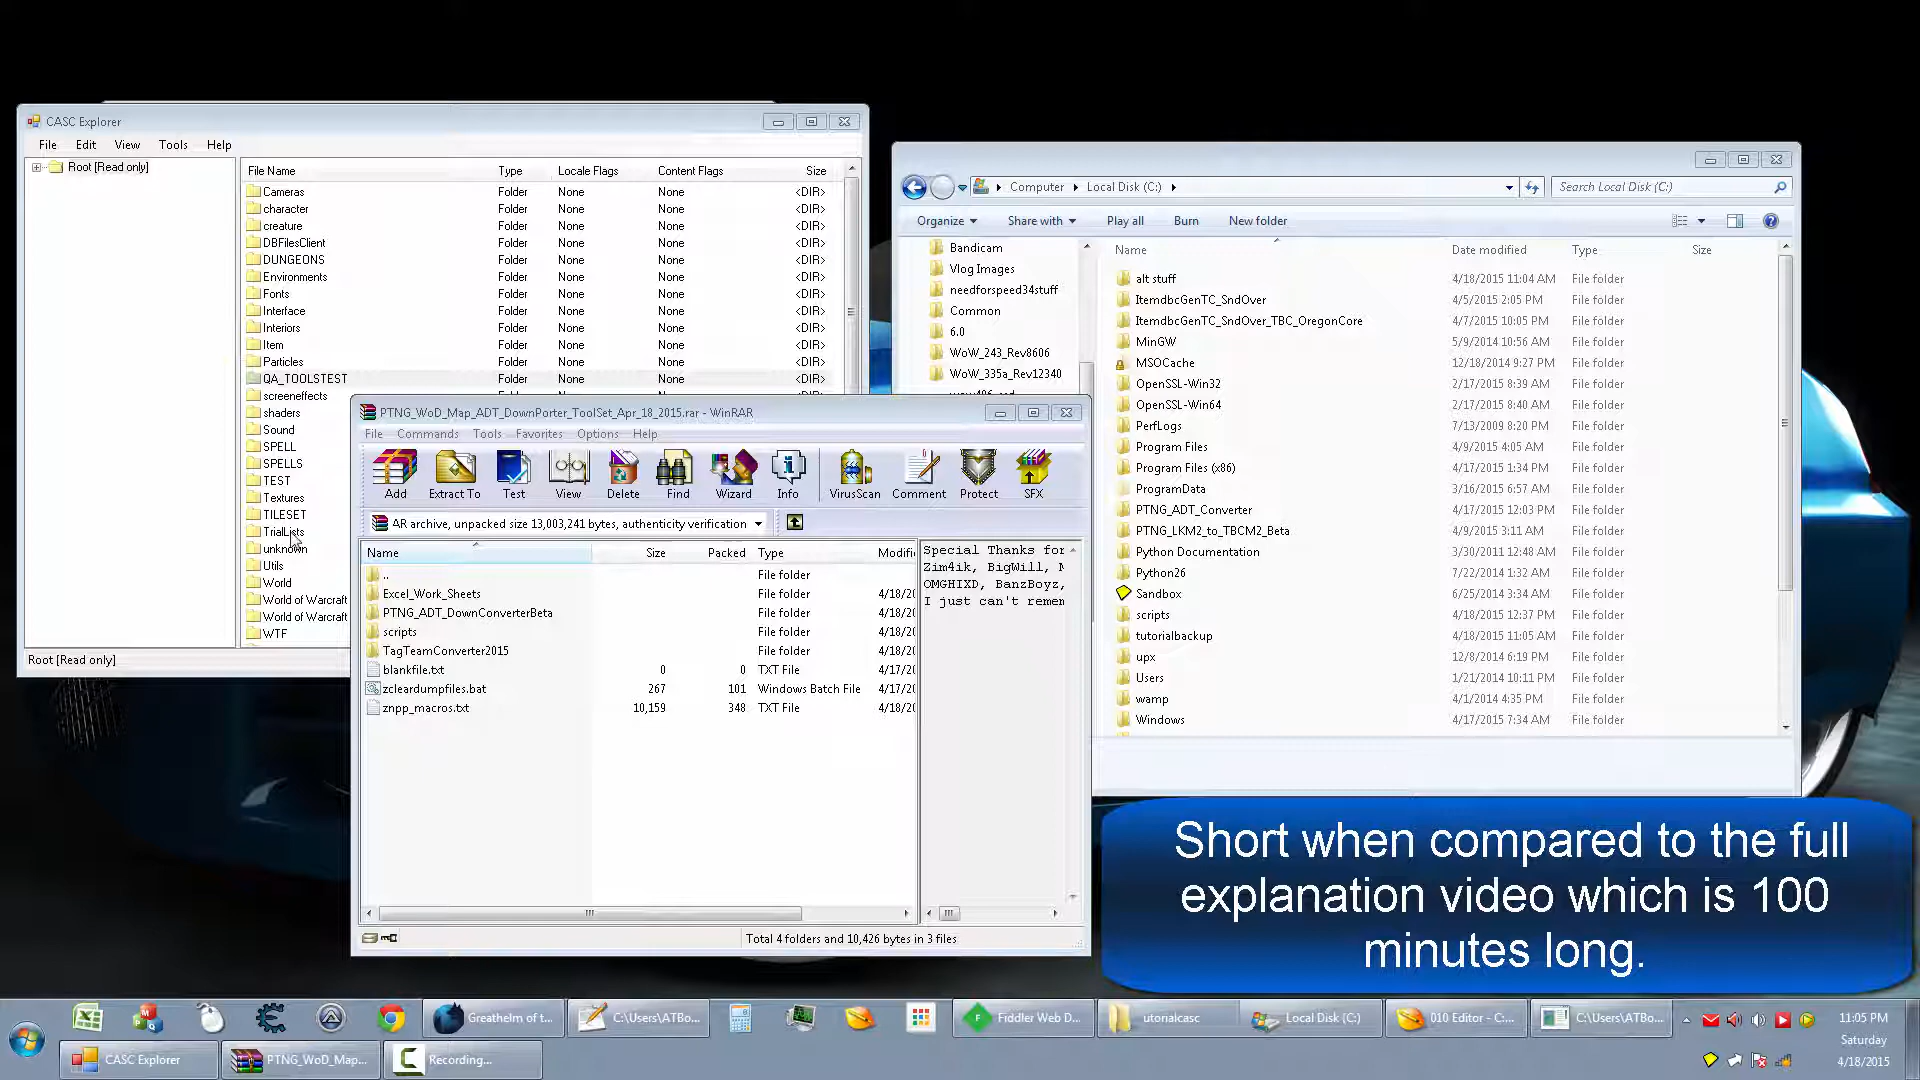 CASC Explorer
File Edit View Tools Help
Root [Read only]
File Name Type Locale Flags Content Flags Size
Cameras Folder None None <DIR>
character Folder None None <DIR>
creature Folder None None <DIR>
DBFilesClient Folder None None <DIR>
DUNGEONS Folder None None <DIR>
Environments Folder None None <DIR>
Fonts Folder None None <DIR>
Interface Folder None None <DIR>
Interiors Folder None None <DIR>
Item Folder None None <DIR>
Particles Folder None None <DIR>
QA_TOOLSTEST Folder None None <DIR>
screeneffects Folder None None <DIR>
shaders
Sound
SPELL
SPELLS
TEST
Textures
TILESET
TrialLists
unknown
Utils
World
World of Warcraft
World of Warcraft
WTF
Root [Read only]
PTNG_WoD_Map_ADT_DownPorter_ToolSet_Apr_18_2015.rar - WinRAR
File Commands Tools Favorites Options Help
Add Extract To Test View Delete Find Wizard Info VirusScan Comment Protect SFX
AR archive, unpacked size 13,003,241 bytes, authenticity verification
Name Size Packed Type Modifi
.. File folder
Excel_Work_Sheets File folder 4/18/20
PTNG_ADT_DownConverterBeta File folder 4/18/20
scripts File folder 4/18/20
TagTeamConverter2015 File folder 4/18/20
blankfile.txt 0 0 TXT File 4/17/20
zcleardumpfiles.bat 267 101 Windows Batch File 4/17/20
znpp_macros.txt 10,159 348 TXT File 4/18/20
Special Thanks for
Zim4ik, BigWill, M
OMGHIXD, BanzBoyz,
I just can't remem
Total 4 folders and 10,426 bytes in 3 files
Computer Local Disk (C:)
Search Local Disk (C:)
Organize Share with Play all Burn New folder
Bandicam
Vlog Images
needforspeed34stuff
Common
6.0
WoW_243_Rev8606
WoW_335a_Rev12340
Name Date modified Type Size
alt stuff 4/18/2015 11:04 AM File folder
ItemdbcGenTC_SndOver 4/5/2015 2:05 PM File folder
ItemdbcGenTC_SndOver_TBC_OregonCore 4/7/2015 10:05 PM File folder
MinGW 5/9/2014 10:56 AM File folder
MSOCache 12/18/2014 9:27 PM File folder
OpenSSL-Win32 2/17/2015 8:39 AM File folder
OpenSSL-Win64 2/17/2015 8:40 AM File folder
PerfLogs 7/13/2009 8:20 PM File folder
Program Files 4/9/2015 4:05 AM File folder
Program Files (x86) 4/17/2015 1:34 PM File folder
ProgramData 3/16/2015 6:57 AM File folder
PTNG_ADT_Converter 4/17/2015 12:03 PM File folder
PTNG_LKM2_to_TBCM2_Beta 4/9/2015 3:11 AM File folder
Python Documentation 3/30/2011 12:48 AM File folder
Python26 7/22/2014 1:32 AM File folder
Sandbox 6/25/2014 3:34 AM File folder
scripts 4/18/2015 12:37 PM File folder
tutorialbackup 4/18/2015 11:05 AM File folder
upx 12/8/2014 6:19 PM File folder
Users 1/21/2014 10:11 PM File folder
wamp 4/1/2014 4:35 PM File folder
Windows 4/17/2015 7:34 AM File folder
Short when compared to the full
explanation video which is 100
minutes long.
Greathelm of t... C:\Users\ATBo... Fiddler Web D... utorialcasc Local Disk (C:) 010 Editor - C:... C:\Users\ATBo... 11:05 PM
Saturday
CASC Explorer PTNG_WoD_Map... Recording... 4/18/2015